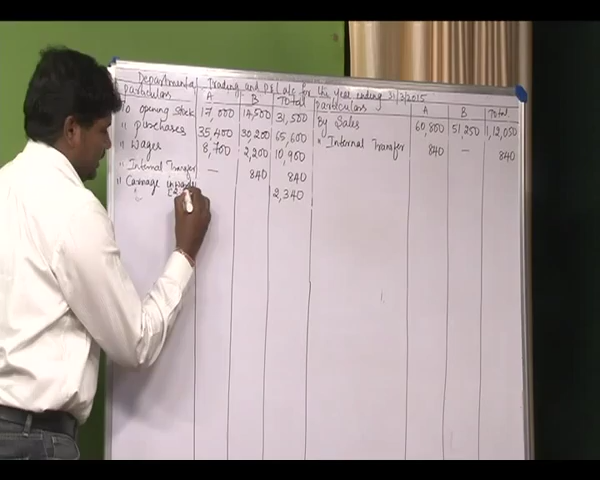 Departmental Trading and P&L a/c for the year ending 31/3/2015
particulars A B Total particulars A B Total
To opening stock 17,000 14,500 31,500 By Sales 60,800 51,250 1,12,050
" purchases 35,400 30,200 65,600 " Internal Transfer 840 — 840
" Wages 8,700 2,200 10,900
" Internal Transfer — 840 840
" Carriage inwards 2,340